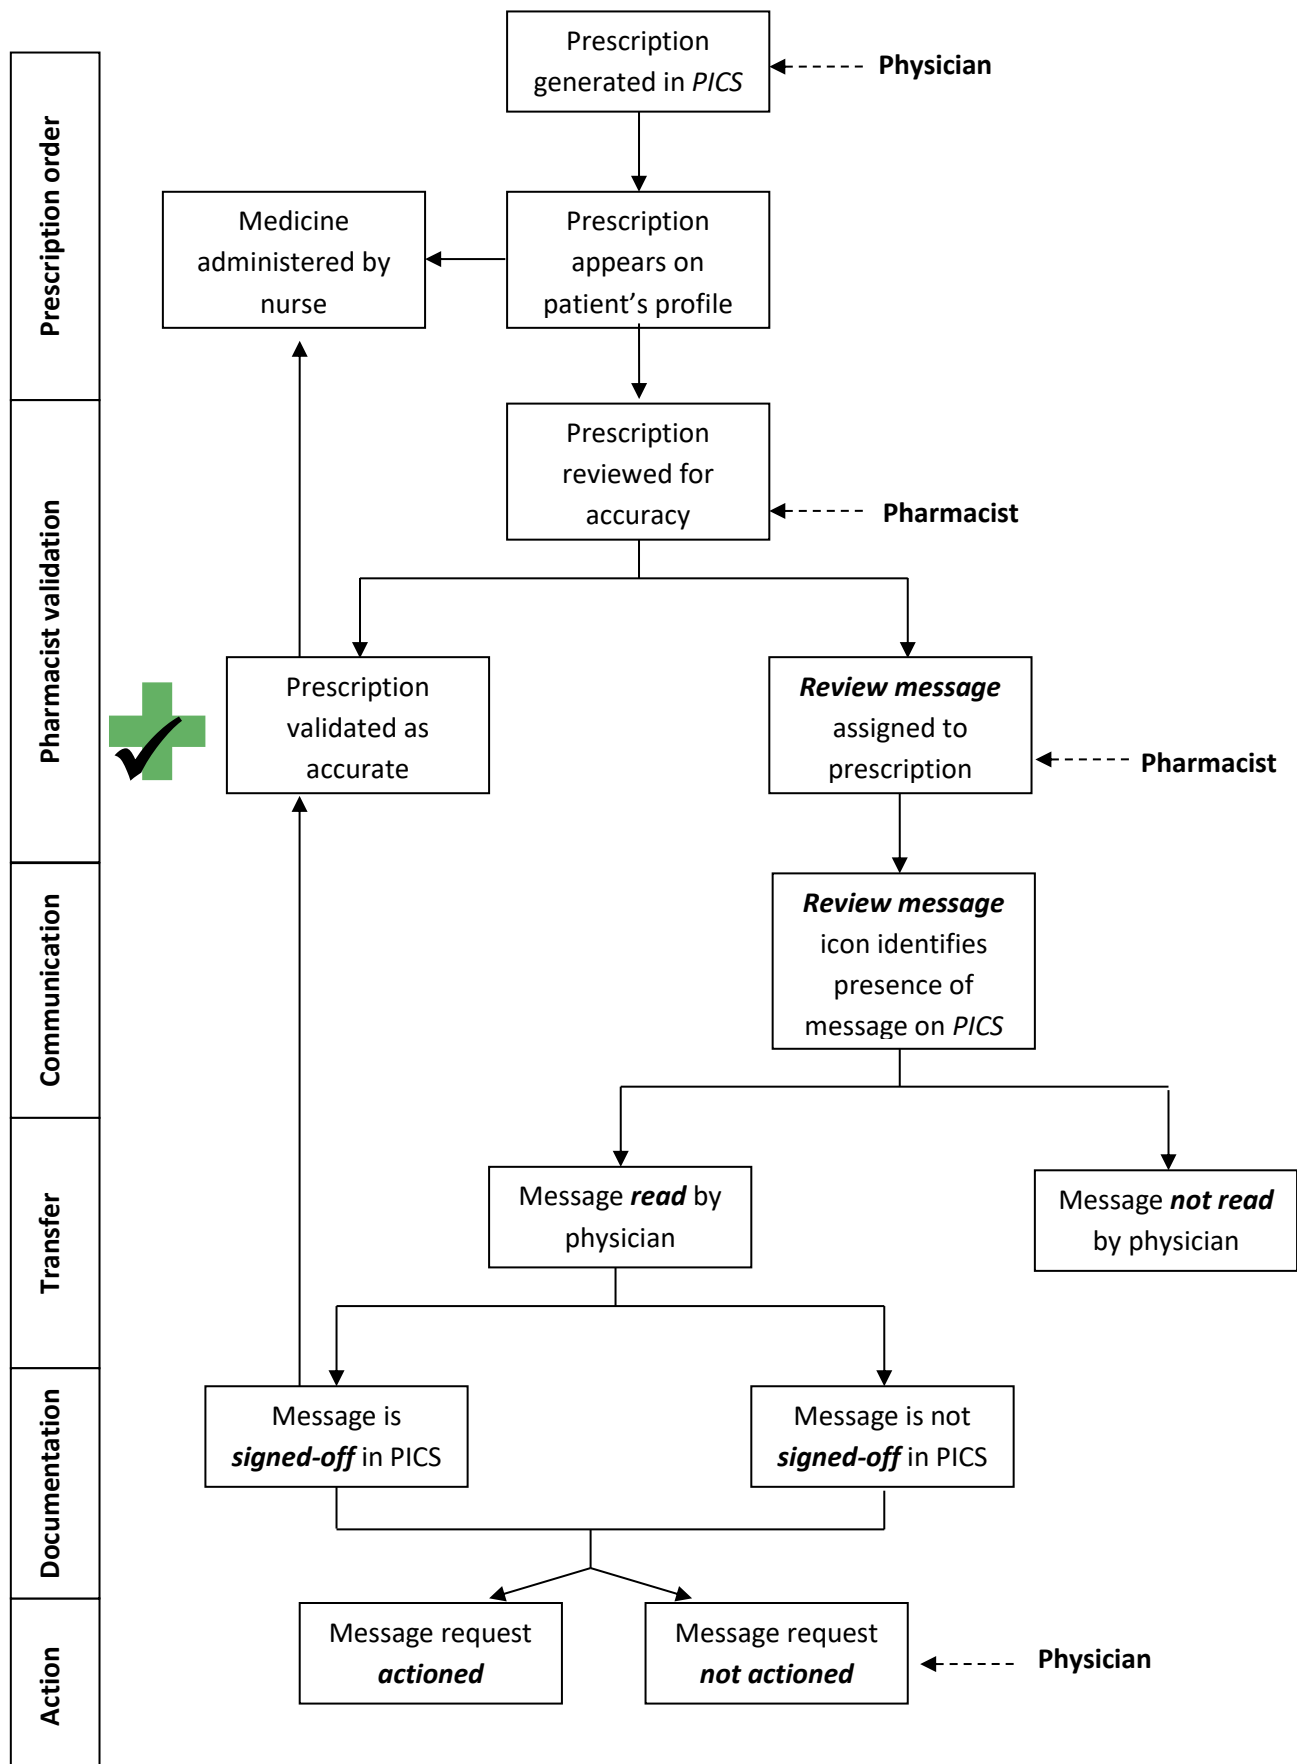 Prescription
generated in PICS
Physician
Prescription order
Medicine
administered by
nurse
Prescription
appears on
patient’s profile
Pharmacist validation
Prescription
reviewed for
accuracy
Pharmacist
Prescription
validated as
accurate
Review message
assigned to
prescription
Pharmacist
Communication
Review message
icon identifies
presence of
message on PICS
Transfer
Message read by
physician
Message not read
by physician
Documentation
Message is
signed-off in PICS
Message is not
signed-off in PICS
Action
Message request
actioned
Message request
not actioned
Physician